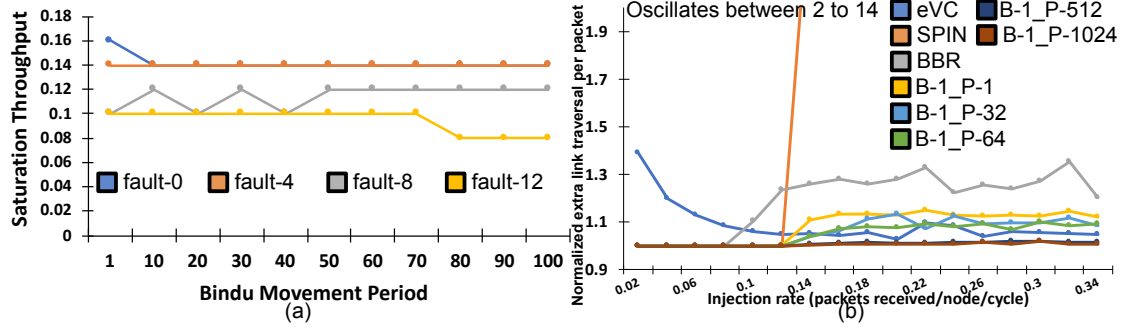 Saturation Throughput
0.18
0.16
0.14
0.12
0.1
0.08
0.06
0.04
0.02
0
fault-0 fault-4 fault-8 fault-12
1 10 20 30 40 50 60 70 80 90 100
Bindu Movement Period
(a)
Normalized extra link traversal per packet
Oscillates between 2 to 14
1.9
1.7
1.5
1.3
1.1
0.9
eVC B-1_P-512
SPIN B-1_P-1024
BBR
B-1_P-1
B-1_P-32
B-1_P-64
0.02 0.06 0.1 0.14 0.18 0.22 0.26 0.3 0.34
Injection rate (packets received/node/cycle)
(b)